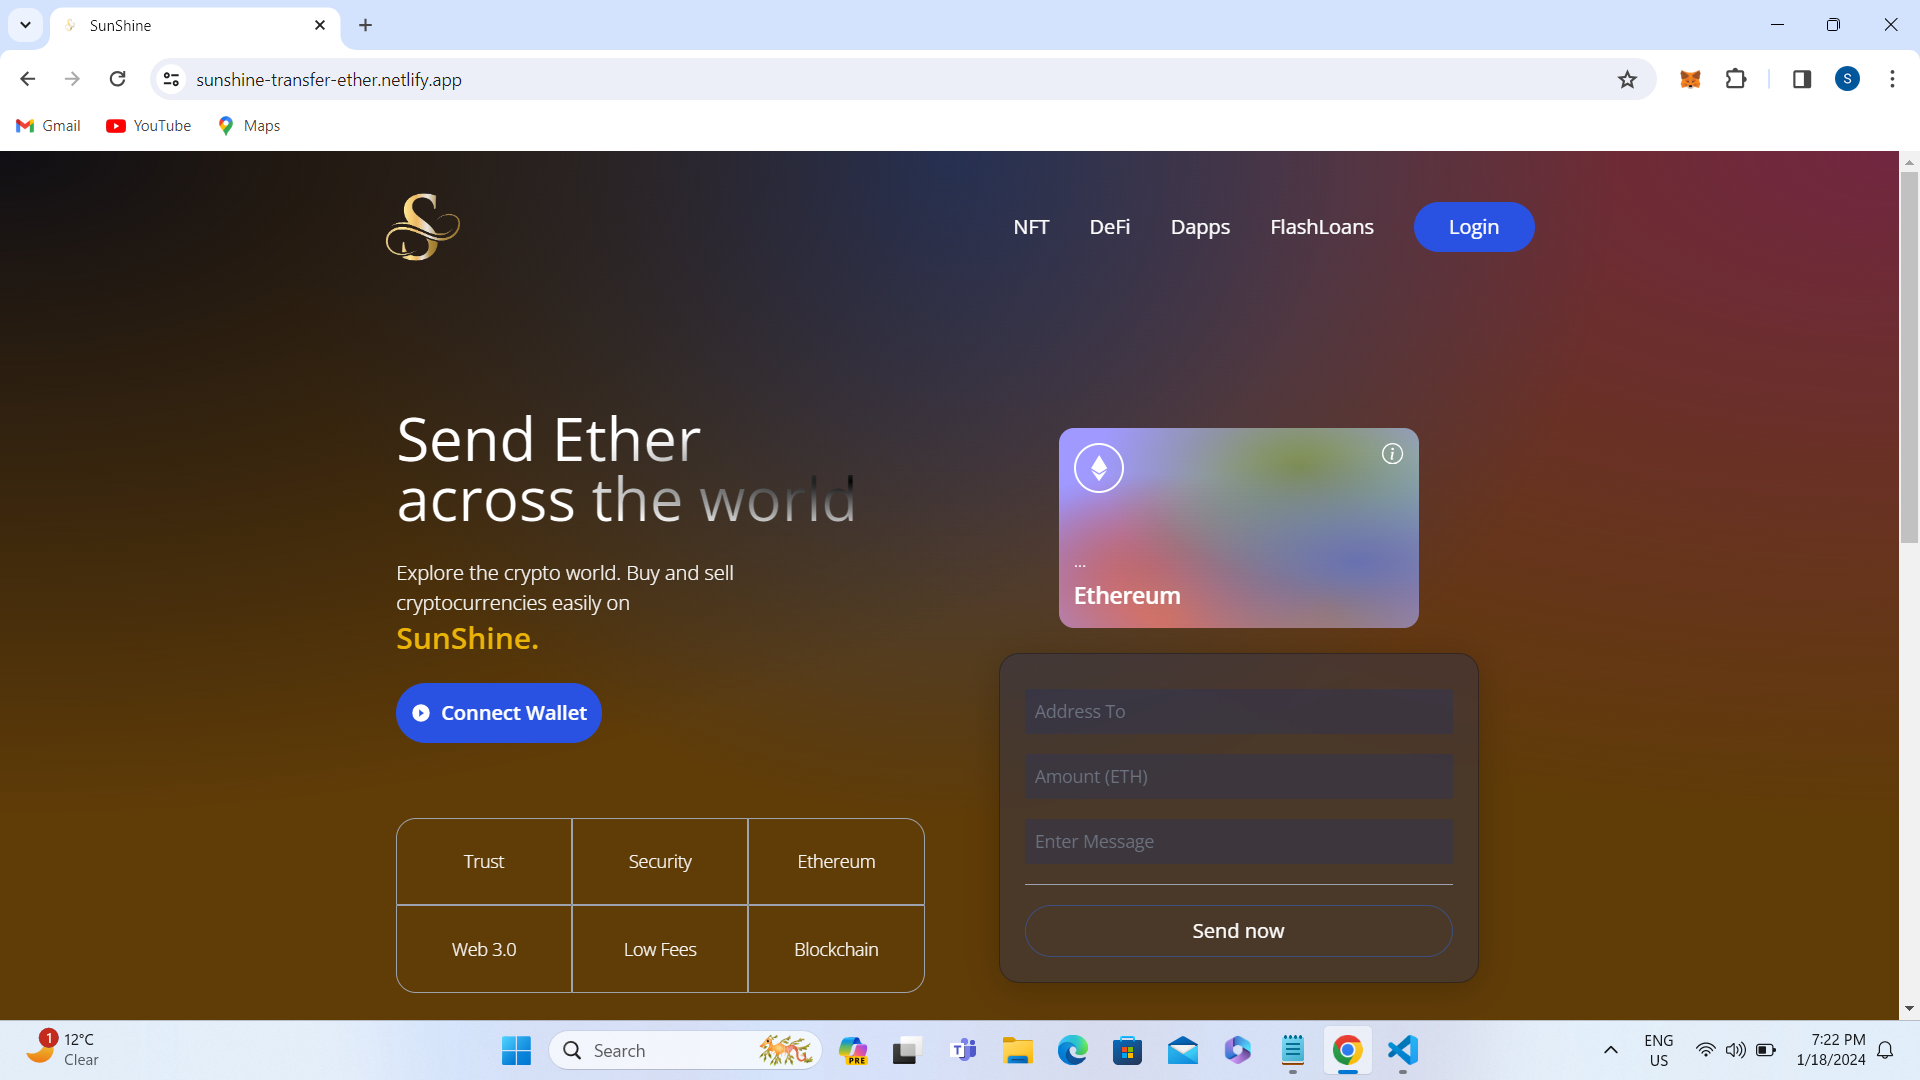 SunShine
sunshine-transfer-ether.netlify.app
S
Gmail
YouTube
Maps
S
NFT
DeFi
Dapps
FlashLoans
Login
Send Ether
across the world
Explore the crypto world. Buy and sell
cryptocurrencies easily on
SunShine.
Connect Wallet
i
...
Ethereum
Address To
Amount (ETH)
Enter Message
Send now
Trust
Security
Ethereum
Web 3.0
Low Fees
Blockchain
1
12°C
Clear
Search
PRE
T
ENG
US
7:22 PM
1/18/2024